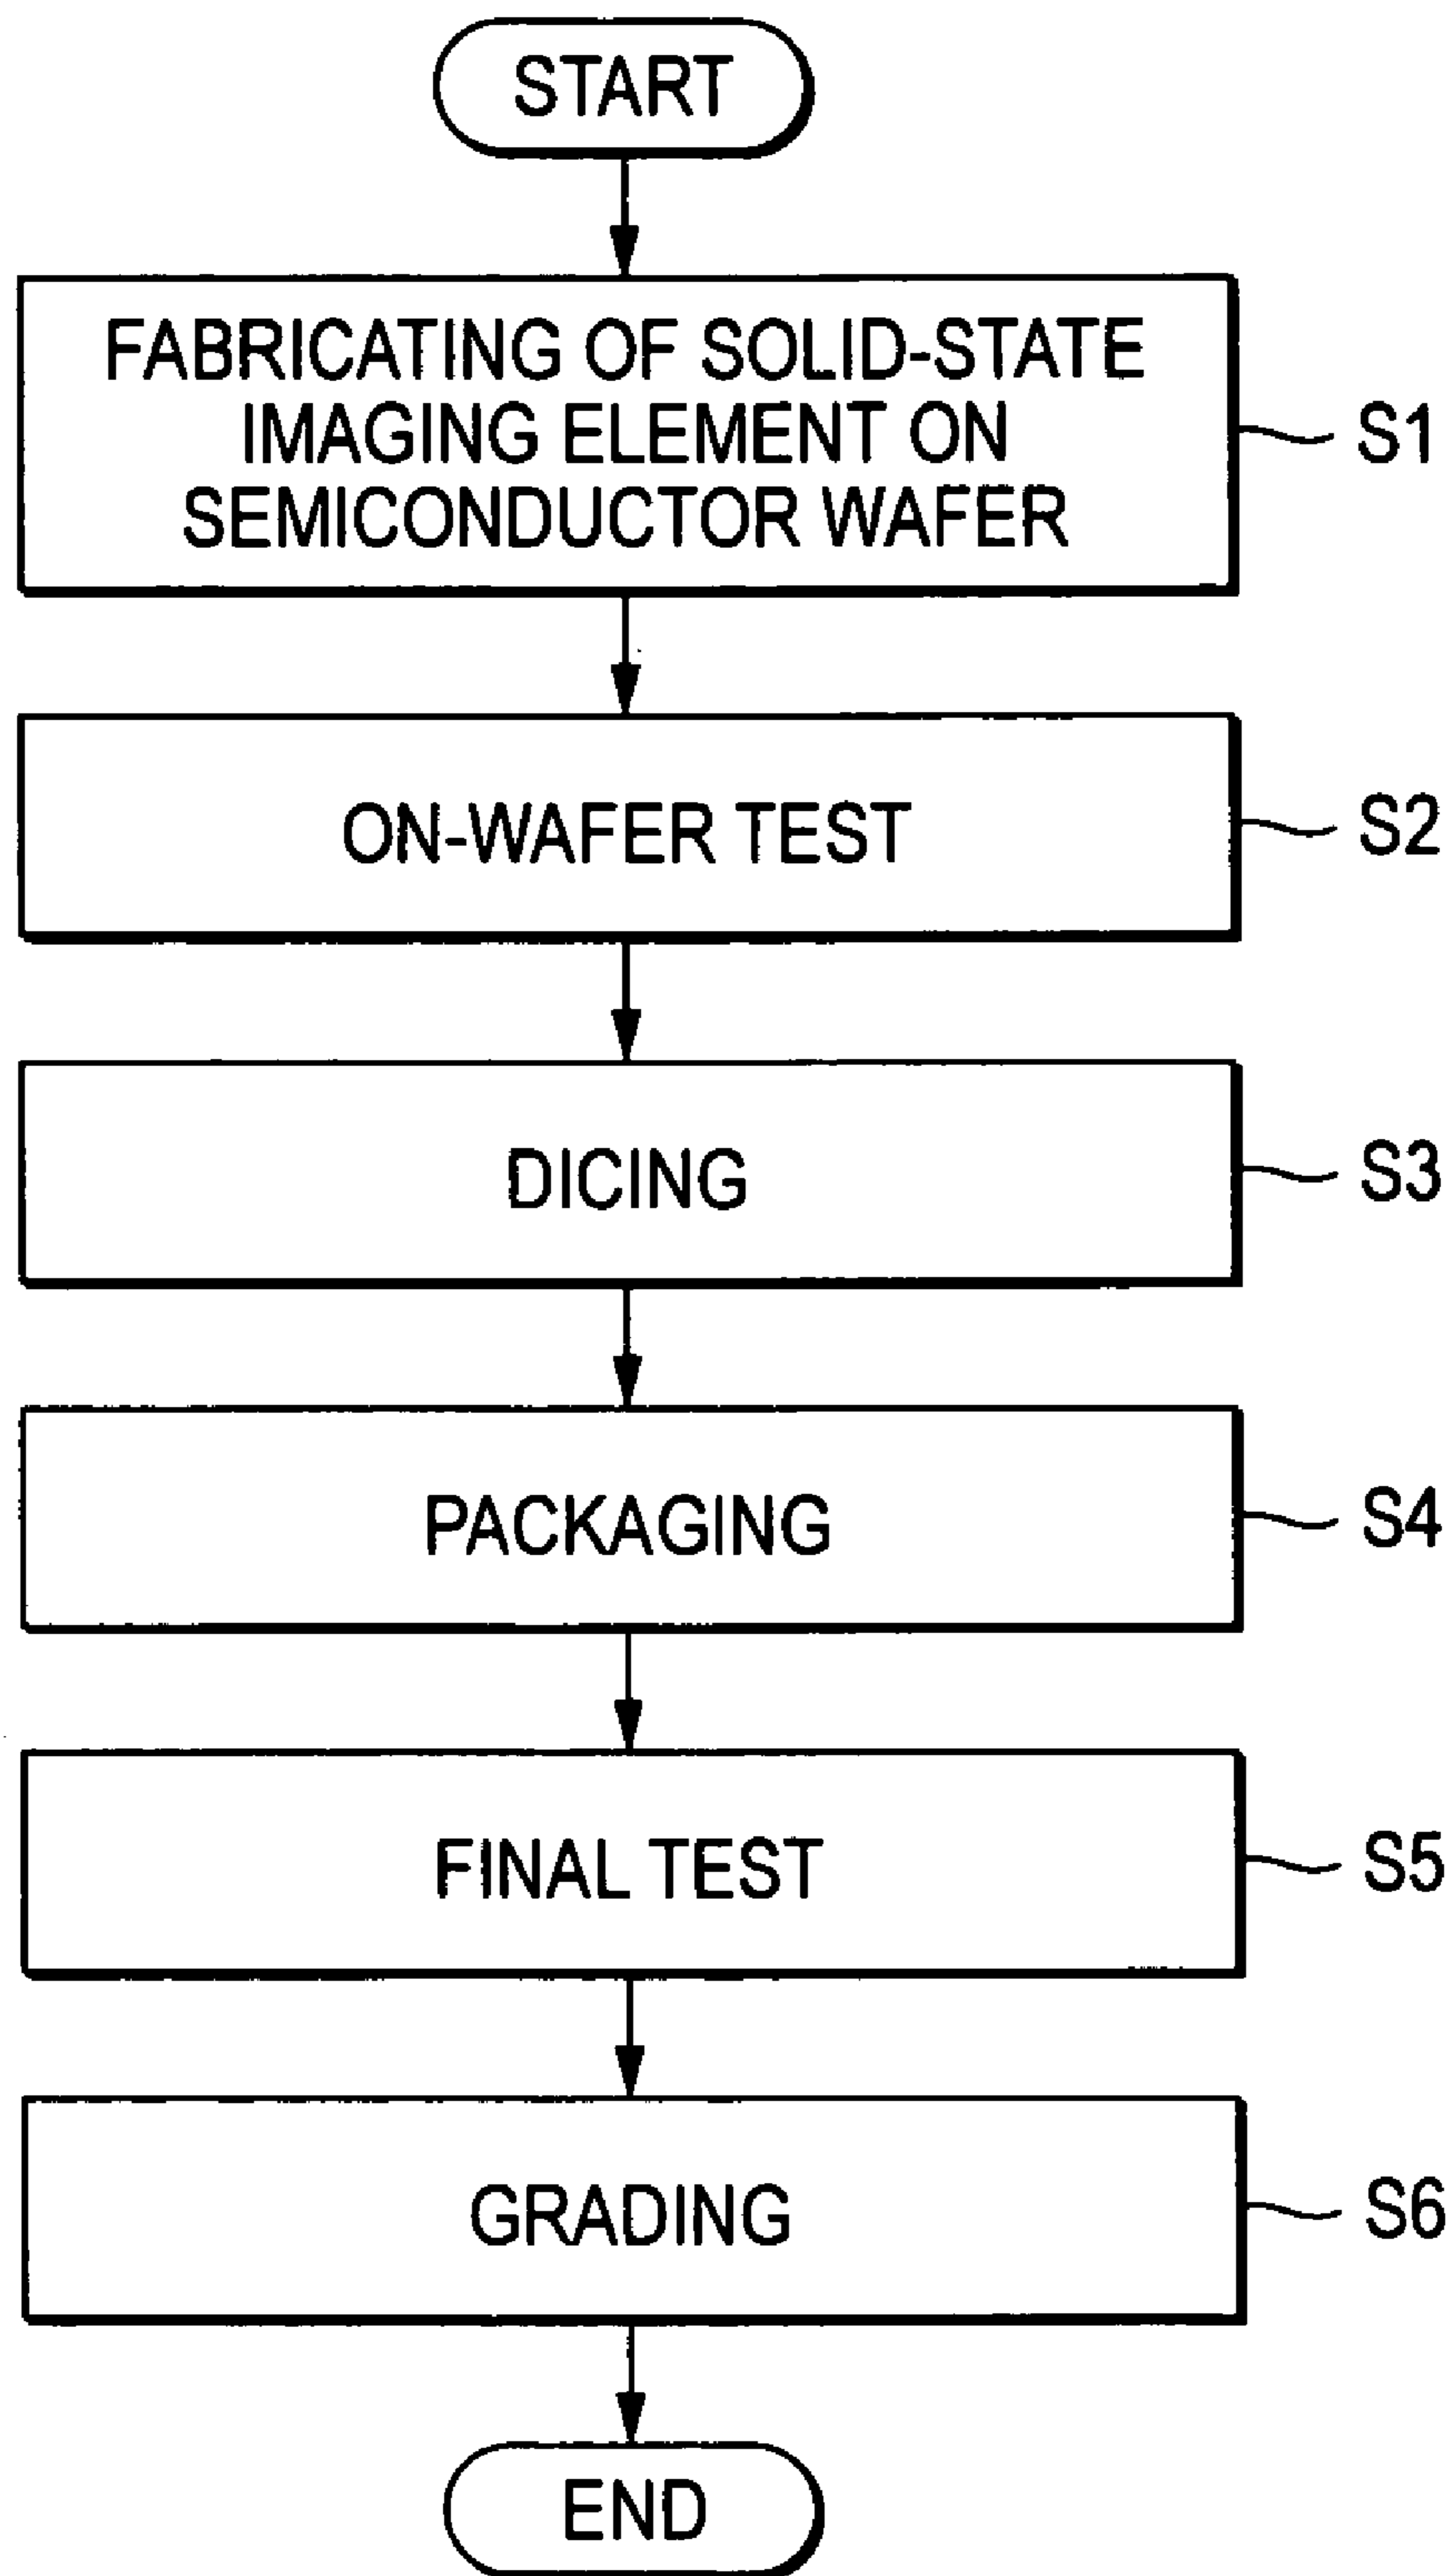 START
FABRICATING OF SOLID-STATE
IMAGING ELEMENT ON
SEMICONDUCTOR WAFER
S1
ON-WAFER TEST
S2
DICING
S3
PACKAGING
S4
FINAL TEST
S5
GRADING
S6
END